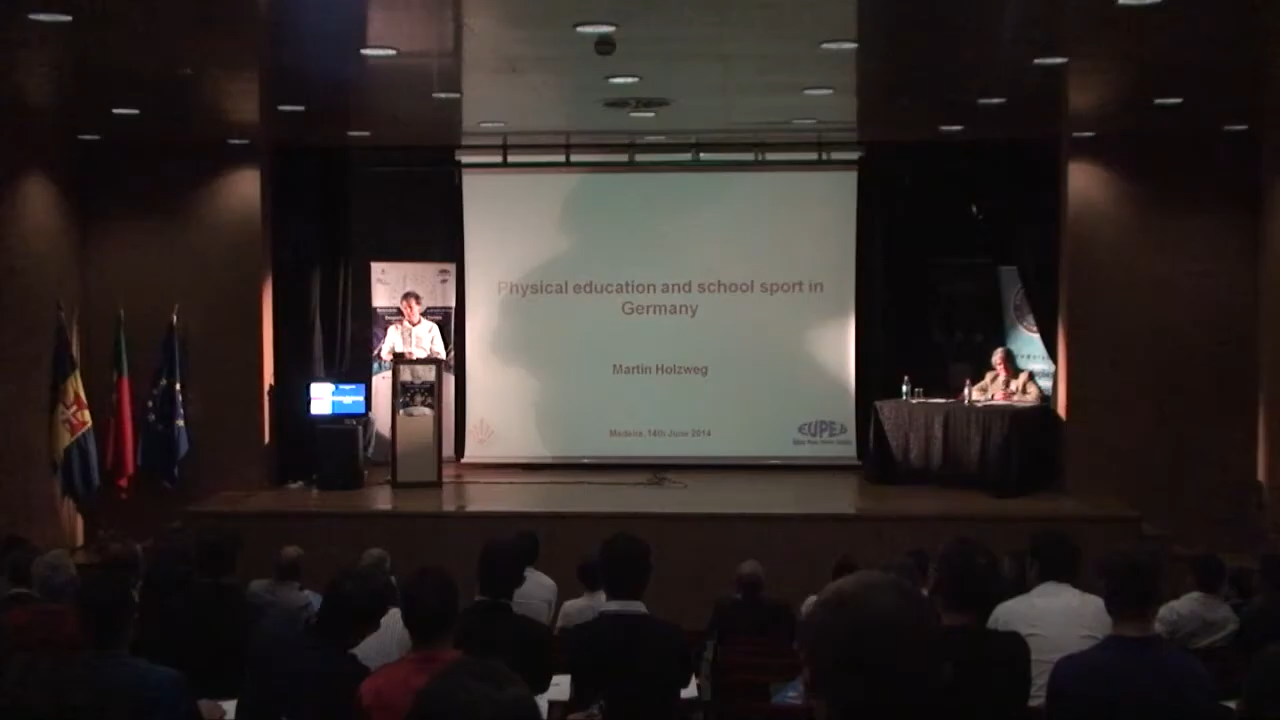 Physical education and school sport in
Germany
Martin Holzweg
Madeira, 14th June 2014
EUPEA